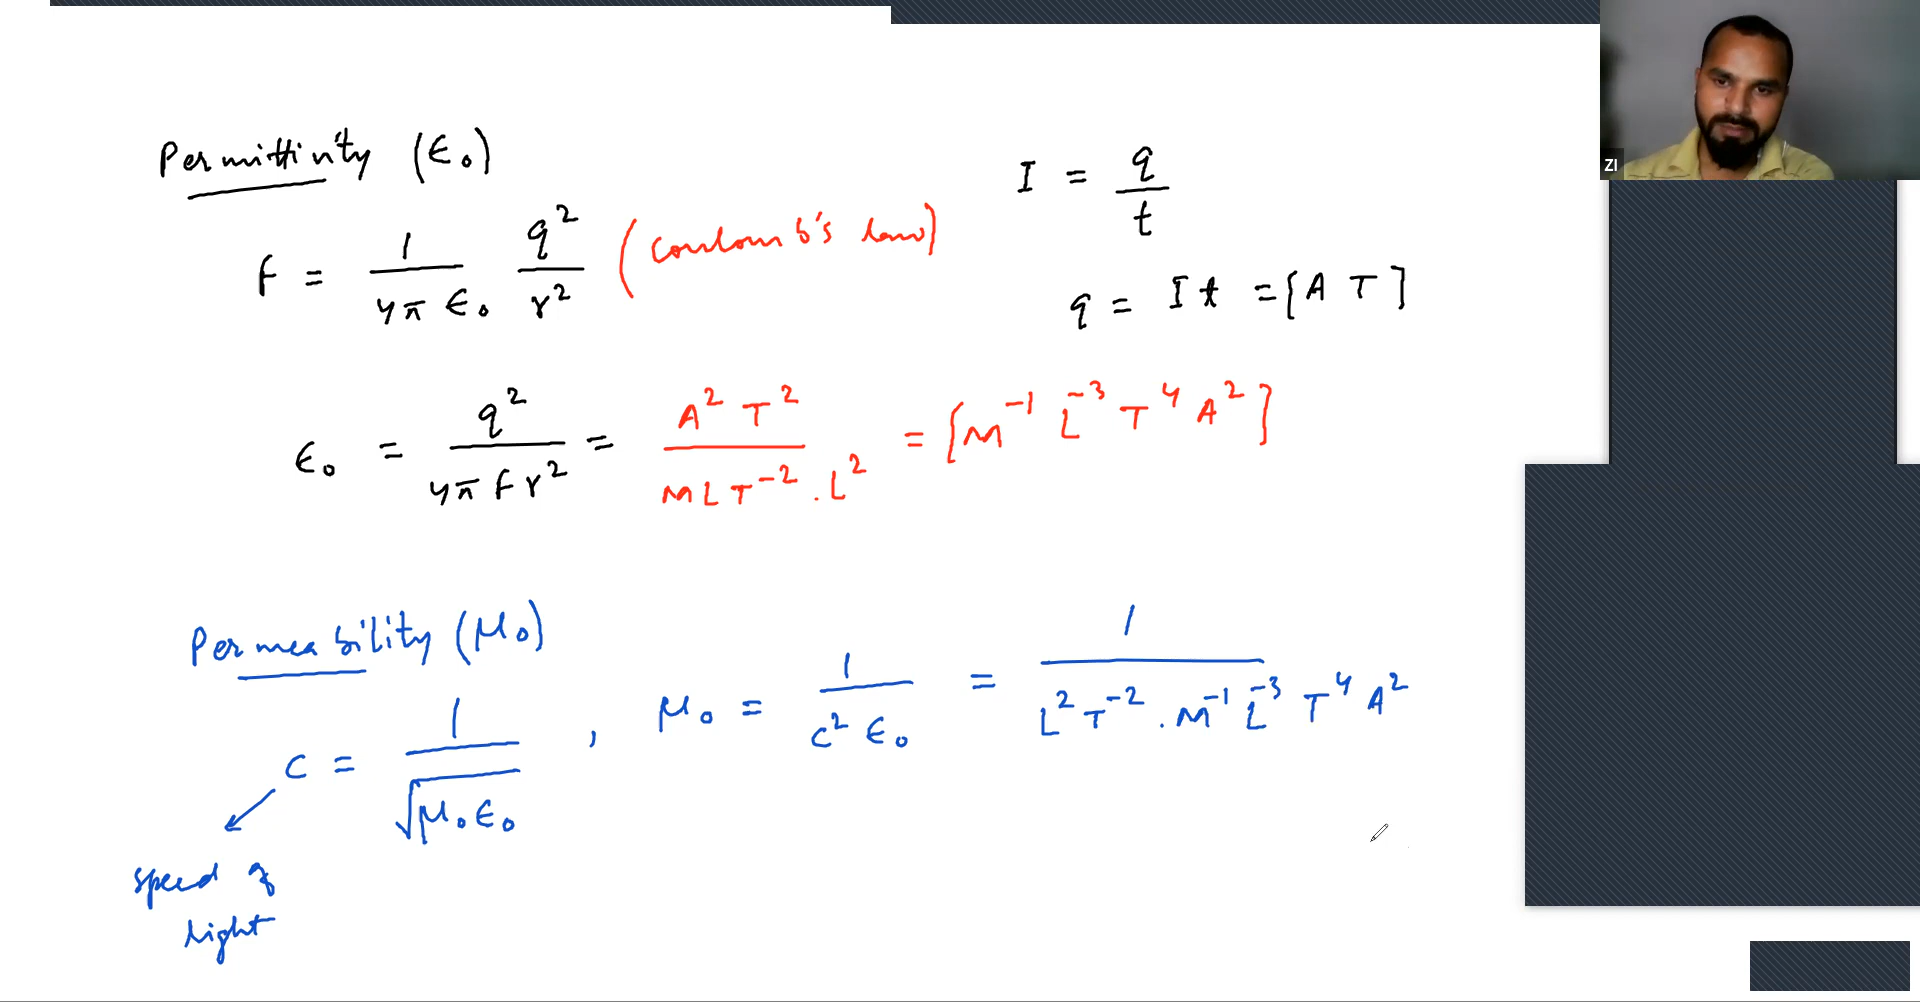 Permittivity (ε₀)
F = 1/4π ε₀ q²/r² (Coulomb's law)
I = q/t
q = I t = [A T]
ε₀ = q²/4π F r² = A² T²/M L T⁻² . L² = [M⁻¹ L⁻³ T⁴ A²]
Permeability (μ₀)
c = 1/√μ₀ ε₀ , μ₀ = 1/c² ε₀ = 1/L² T⁻² . M⁻¹ L⁻³ T⁴ A²
speed of
light
ZI